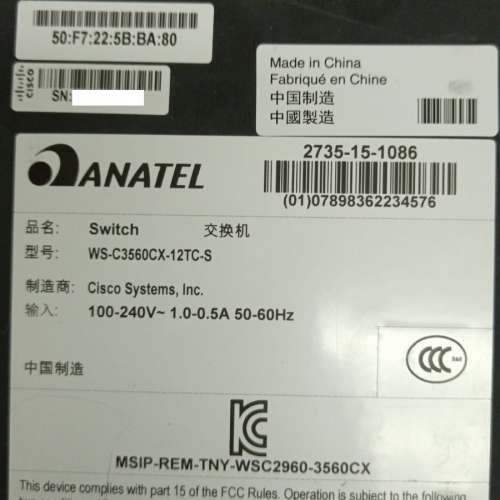 50:F7:22:5B:BA:80
CISCO
SN:
Made in China
Fabriqué en Chine
中国制造
中國製造
ANATEL
2735-15-1086
(01)07898362234576
品名: Switch 交换机
型号: WS-C3560CX-12TC-S
制造商: Cisco Systems, Inc.
输入: 100-240V~ 1.0-0.5A 50-60Hz
中国制造
CCC S&E
KC
MSIP-REM-TNY-WSC2960-3560CX
This device complies with part 15 of the FCC Rules. Operation is subject to the